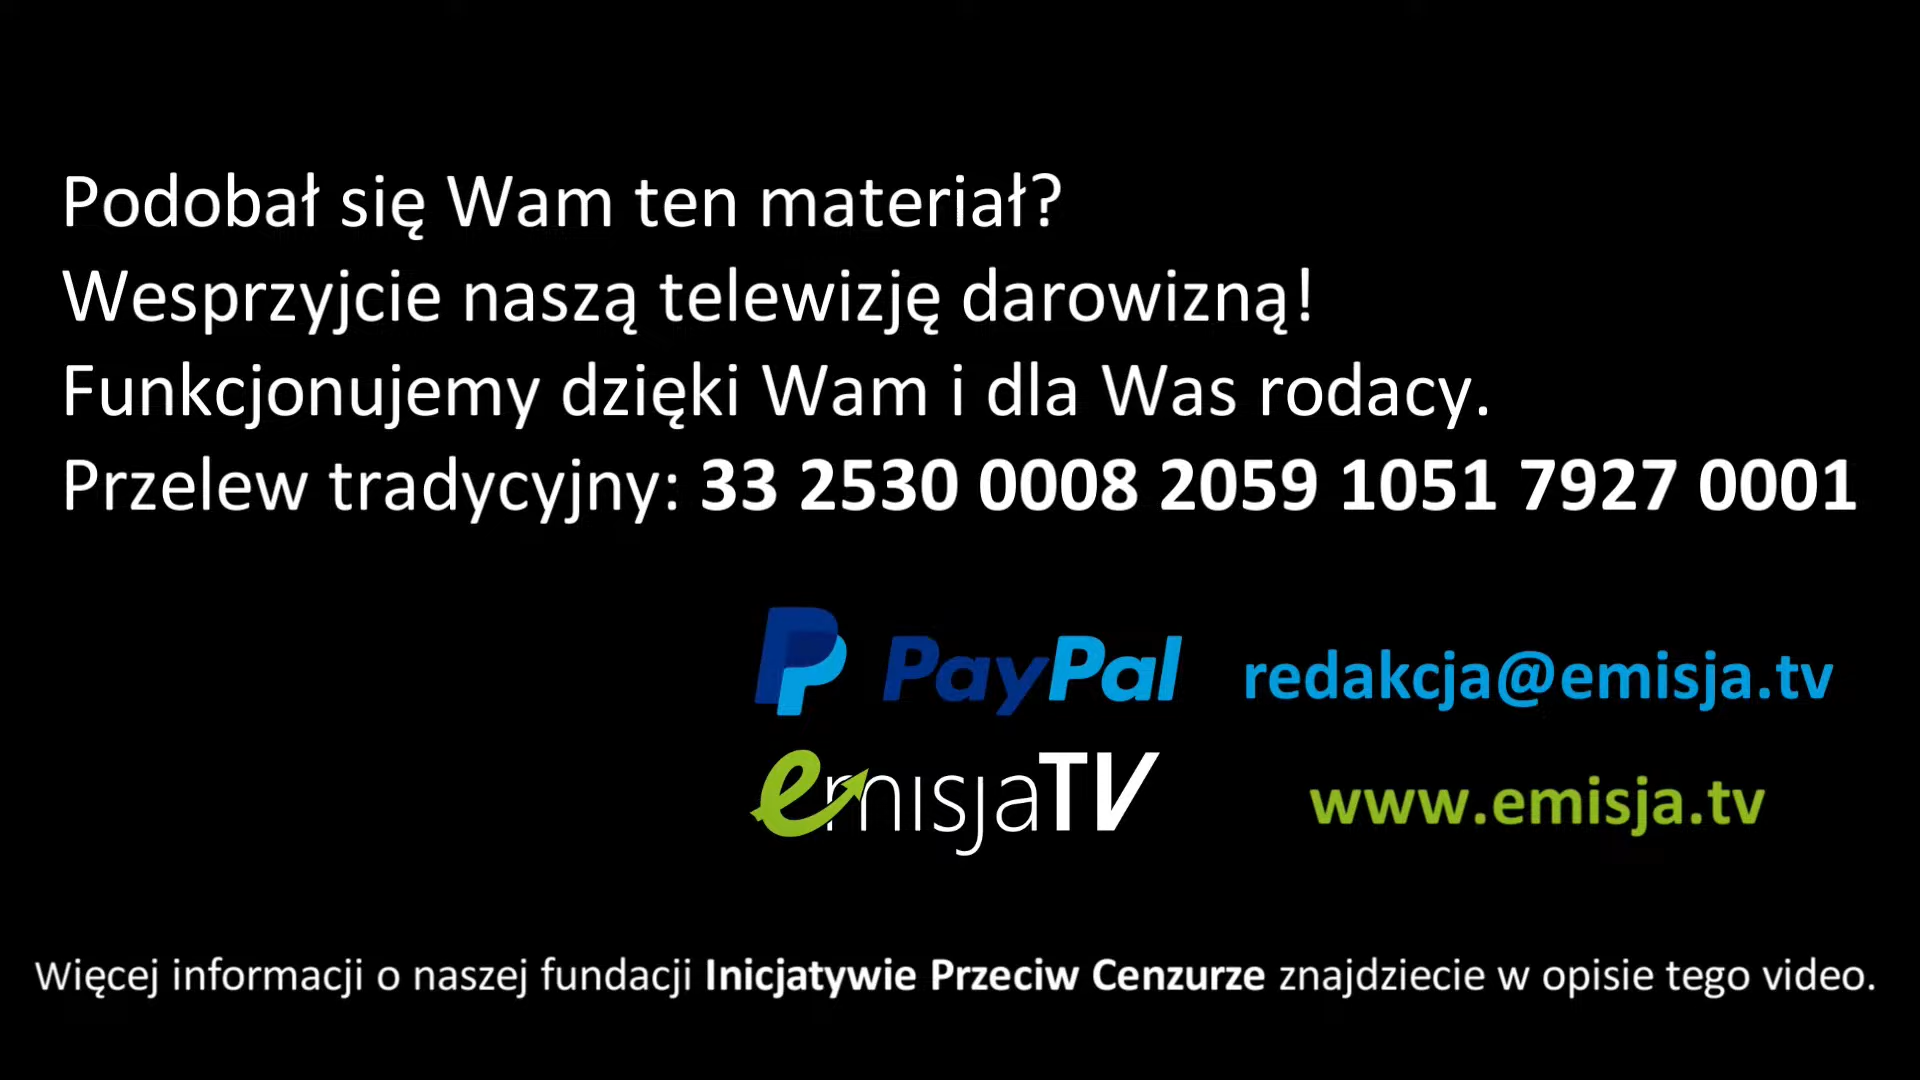 Podobał się Wam ten materiał?
Wesprzyjcie naszą telewizję darowizną!
Funkcjonujemy dzięki Wam i dla Was rodacy.
Przelew tradycyjny: 33 2530 0008 2059 1051 7927 0001
PayPal redakcja@emisja.tv
emisjaTV www.emisja.tv
Więcej informacji o naszej fundacji Inicjatywie Przeciw Cenzurze znajdziecie w opisie tego video.